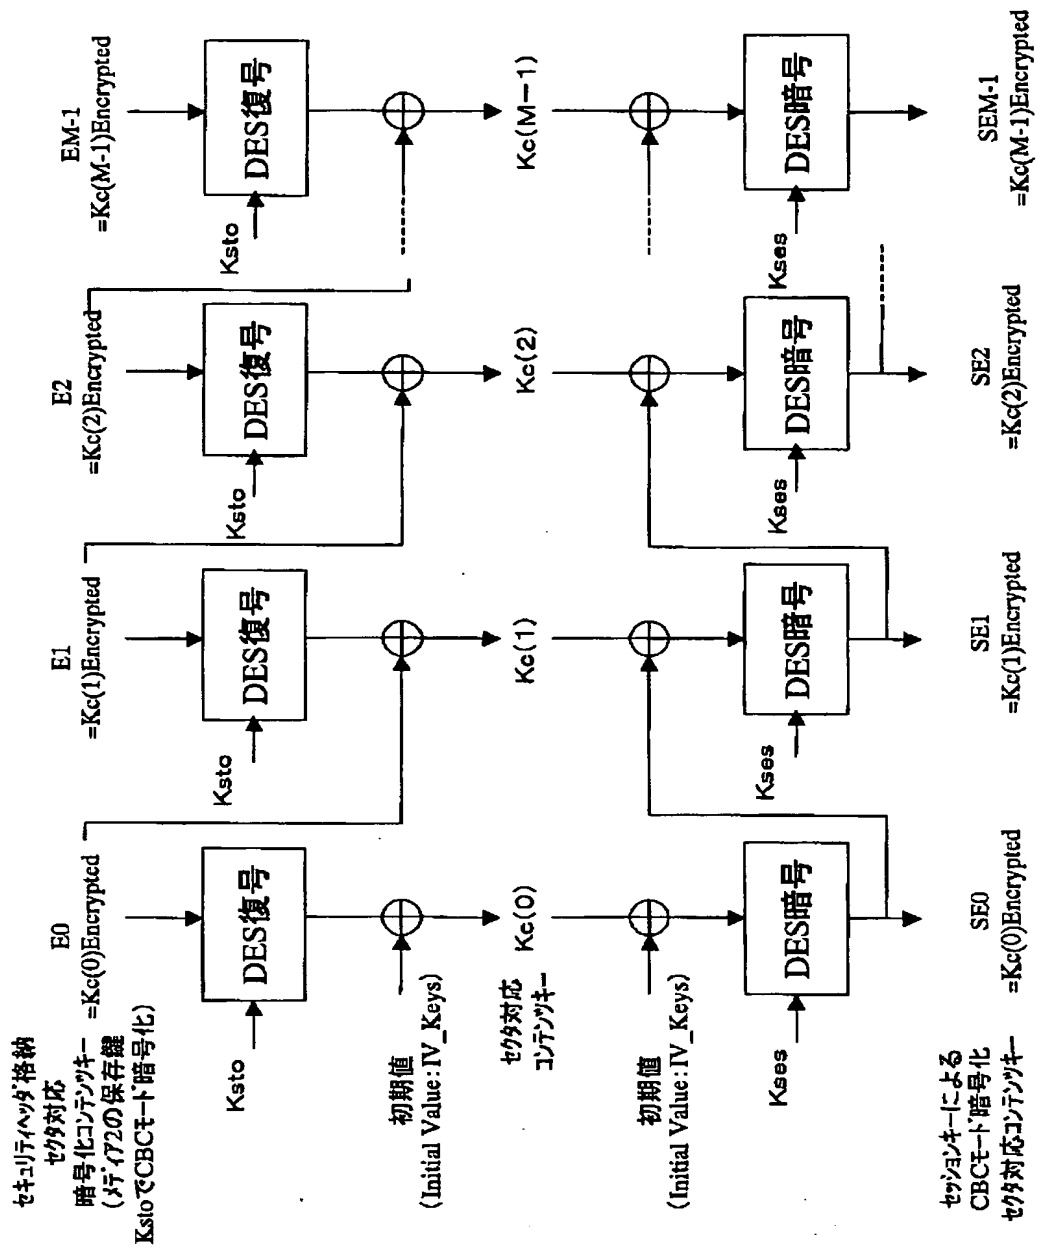 セキュリティヘッダ格納
セクタ対応
暗号化コンテンツキー
(メディア2の保存鍵
KstoでCBCモード暗号化)
E0
=Kc(0)Encrypted
E1
=Kc(1)Encrypted
E2
=Kc(2)Encrypted
EM-1
=Kc(M-1)Encrypted
Ksto
DES復号
Ksto
DES復号
Ksto
DES復号
Ksto
DES復号
初期値
(Initial Value:IV_Keys)
セクタ対応
コンテンツキー
Kc(0)
Kc(1)
Kc(2)
Kc(M-1)
初期値
(Initial Value:IV_Keys)
Kses
DES暗号
Kses
DES暗号
Kses
DES暗号
Kses
DES暗号
セッションキーによる
CBCモード暗号化
セクタ対応コンテンツキー
SE0
=Kc(0)Encrypted
SE1
=Kc(1)Encrypted
SE2
=Kc(2)Encrypted
SEM-1
=Kc(M-1)Encrypted